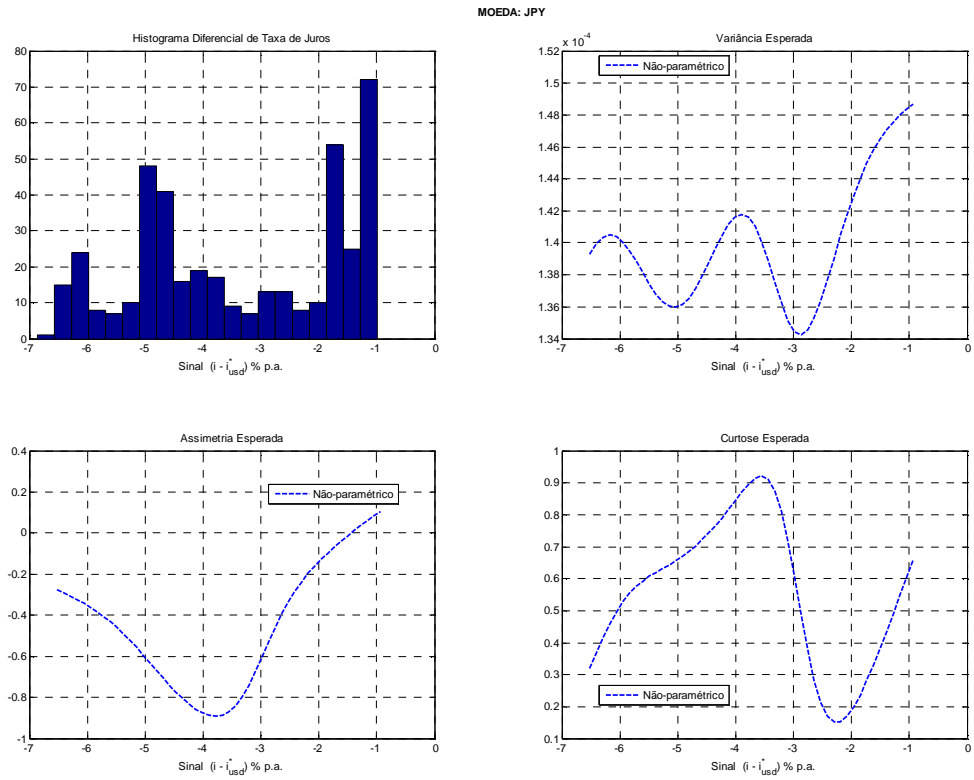 MOEDA: JPY
Histograma Diferencial de Taxa de Juros
80
70
60
50
40
30
20
10
0
-7 -6 -5 -4 -3 -2 -1 0
Sinal (i - i*usd) % p.a.
Variância Esperada
x 10^-4
Não-paramétrico
1.52
1.5
1.48
1.46
1.44
1.42
1.4
1.38
1.36
1.34
-7 -6 -5 -4 -3 -2 -1 0
Sinal (i - i*usd) % p.a.
Assimetria Esperada
Não-paramétrico
0.4
0.2
0
-0.2
-0.4
-0.6
-0.8
-1
-7 -6 -5 -4 -3 -2 -1 0
Sinal (i - i*usd) % p.a.
Curtose Esperada
1
0.9
0.8
0.7
0.6
0.5
0.4
0.3
0.2
0.1
Não-paramétrico
-7 -6 -5 -4 -3 -2 -1 0
Sinal (i - i*usd) % p.a.